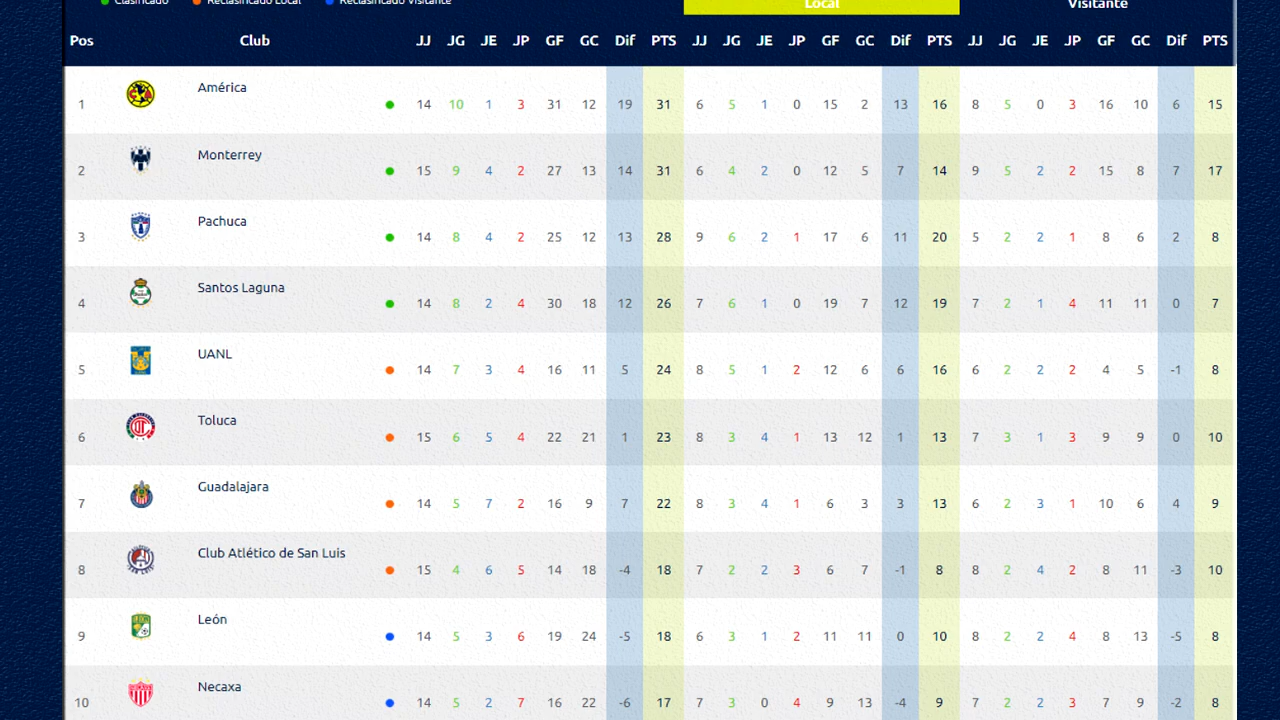 Clasificado Reclasificado Local Reclasificado Visitante Local Visitante
Pos Club JJ JG JE JP GF GC Dif PTS JJ JG JE JP GF GC Dif PTS JJ JG JE JP GF GC Dif PTS
1 América 14 10 1 3 31 12 19 31 6 5 1 0 15 2 13 16 8 5 0 3 16 10 6 15
2 Monterrey 15 9 4 2 27 13 14 31 6 4 2 0 12 5 7 14 9 5 2 2 15 8 7 17
3 Pachuca 14 8 4 2 25 12 13 28 9 6 2 1 17 6 11 20 5 2 2 1 8 6 2 8
4 Santos Laguna 14 8 2 4 30 18 12 26 7 6 1 0 19 7 12 19 7 2 1 4 11 11 0 7
5 UANL 14 7 3 4 16 11 5 24 8 5 1 2 12 6 6 16 6 2 2 2 4 5 -1 8
6 Toluca 15 6 5 4 22 21 1 23 8 3 4 1 13 12 1 13 7 3 1 3 9 9 0 10
7 Guadalajara 14 5 7 2 16 9 7 22 8 3 4 1 6 3 3 13 6 2 3 1 10 6 4 9
8 Club Atlético de San Luis 15 4 6 5 14 18 -4 18 7 2 2 3 6 7 -1 8 8 2 4 2 8 11 -3 10
9 León 14 5 3 6 19 24 -5 18 6 3 1 2 11 11 0 10 8 2 2 4 8 13 -5 8
10 Necaxa 14 5 2 7 16 22 -6 17 7 3 0 4 9 13 -4 9 7 2 2 3 7 9 -2 8